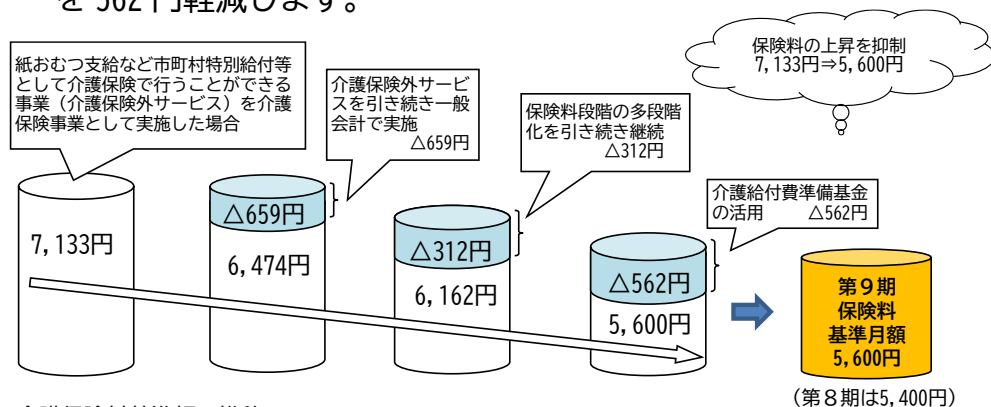 を 562 円軽減します。
保険料の上昇を抑制
7,133円⇒5,600円
紙おむつ支給など市町村特別給付等
として介護保険で行うことができる
事業（介護保険外サービス）を介護
保険事業として実施した場合
介護保険外サービ
スを引き続き一般
会計で実施
△659円
保険料段階の多段階
化を引き続き継続
△312円
介護給付費準備基金
の活用　△562円
7,133円
△659円
6,474円
△312円
6,162円
△562円
5,600円
第９期
保険料
基準月額
5,600円
（第８期は5,400円）